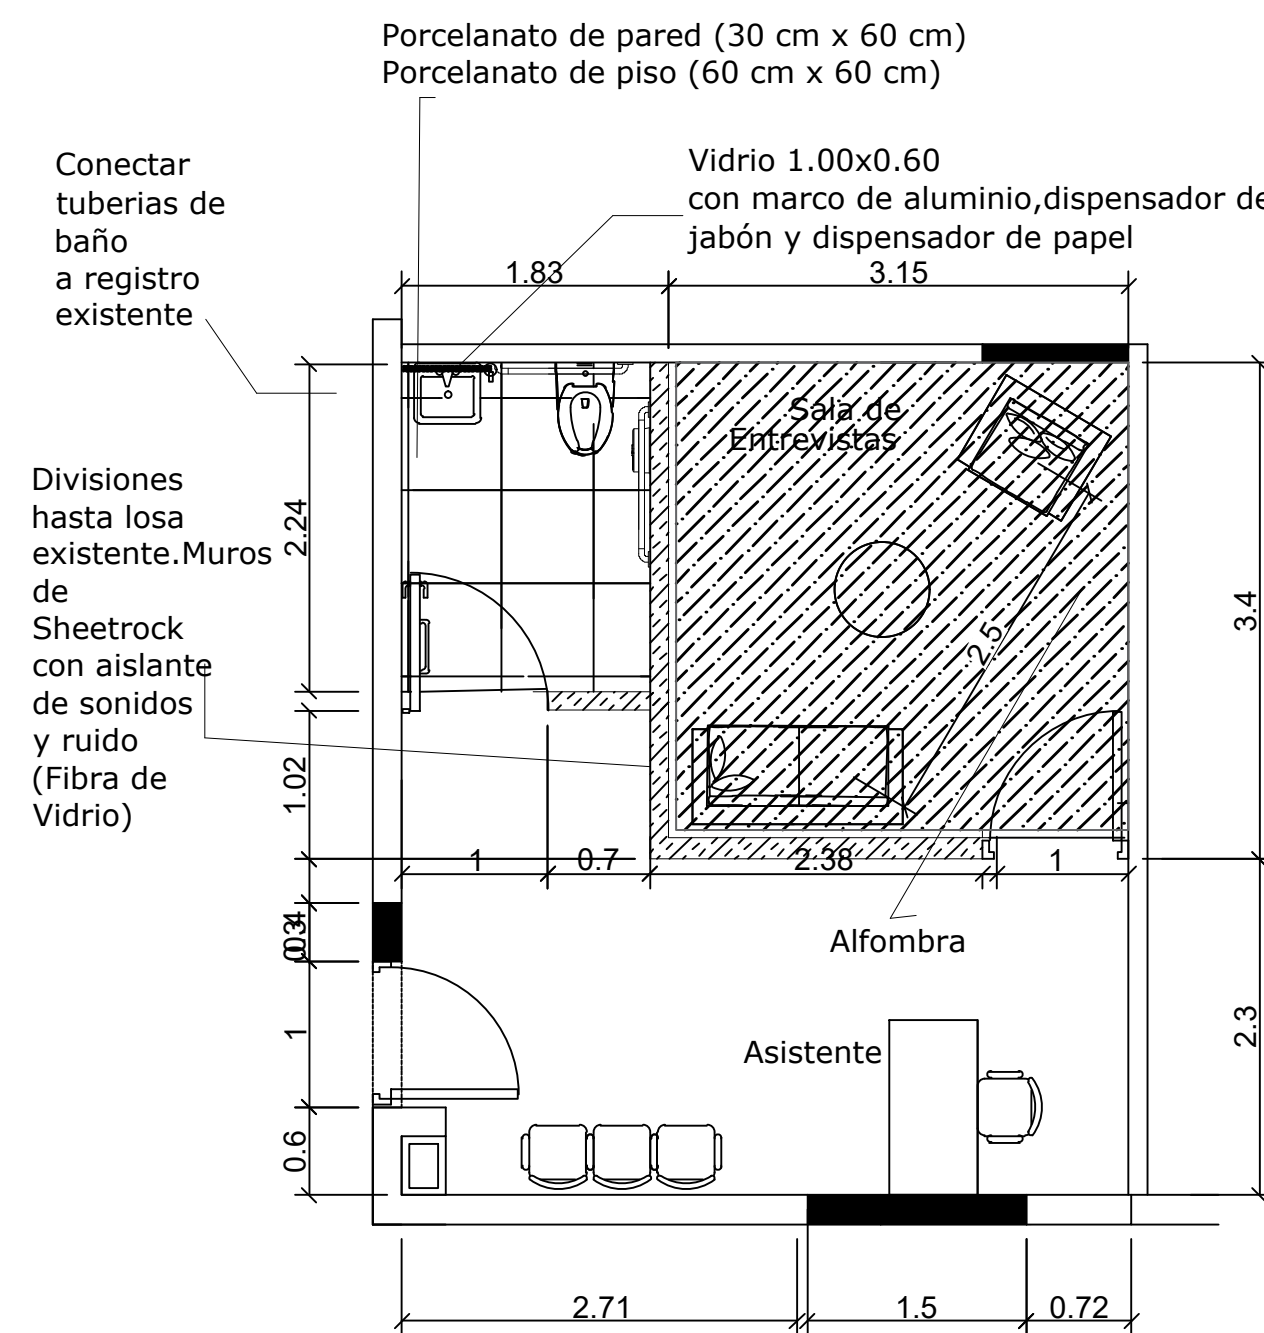 Porcelanato de pared (30 cm x 60 cm)
Porcelanato de piso (60 cm x 60 cm)
Conectar
tuberias de
baño
a registro
existente
Vidrio 1.00x0.60
con marco de aluminio,dispensador de
jabón y dispensador de papel
1.83
3.15
Sala de
Entrevistas
Divisiones
hasta losa
existente.Muros
de
Sheetrock
con aislante
de sonidos
y ruido
(Fibra de
Vidrio)
2.24
2.5
3.4
1.02
1
0.7
2.38
1
Alfombra
1
Asistente
2.3
0.6
2.71
1.5
0.72